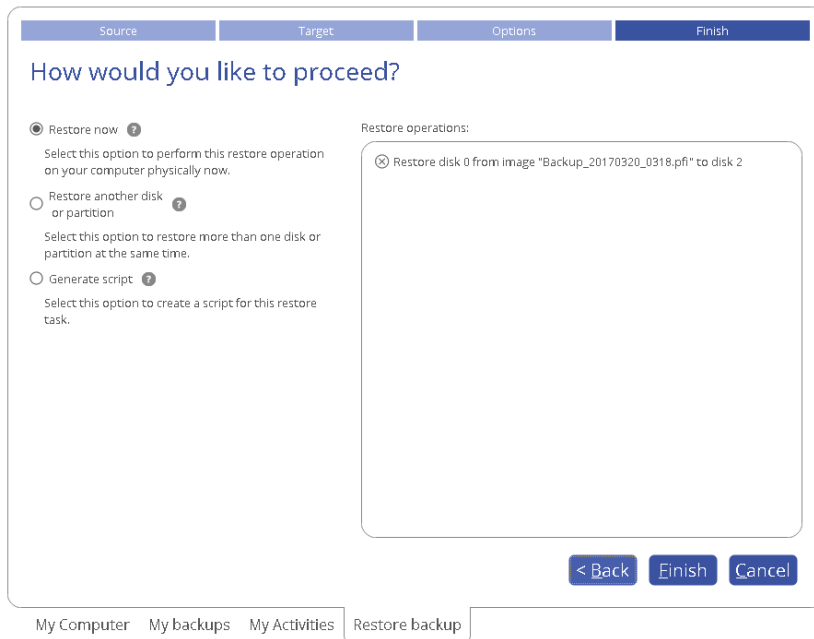 Source
Target
Options
Finish
How would you like to proceed?
Restore now ?
Select this option to perform this restore operation
on your computer physically now.
Restore another disk
or partition ?
Select this option to restore more than one disk or
partition at the same time.
Generate script ?
Select this option to create a script for this restore
task.
Restore operations:
Restore disk 0 from image "Backup_20170320_0318.pfi" to disk 2
< Back
Finish
Cancel
My Computer
My backups
My Activities
Restore backup